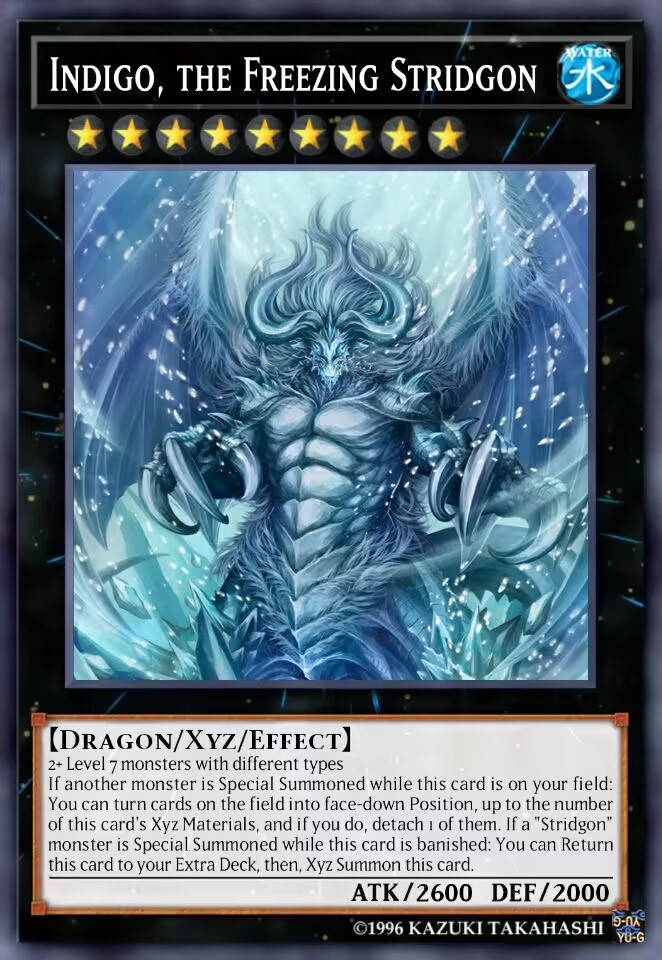 INDIGO, THE FREEZING STRIDGON
WATER
水
【DRAGON/XYZ/EFFECT】
2+ Level 7 monsters with different types
If another monster is Special Summoned while this card is on your field:
You can turn cards on the field into face-down Position, up to the number
of this card's Xyz Materials, and if you do, detach 1 of them. If a "Stridgon"
monster is Special Summoned while this card is banished: You can Return
this card to your Extra Deck, then, Xyz Summon this card.
ATK/2600 DEF/2000
©1996 KAZUKI TAKAHASHI